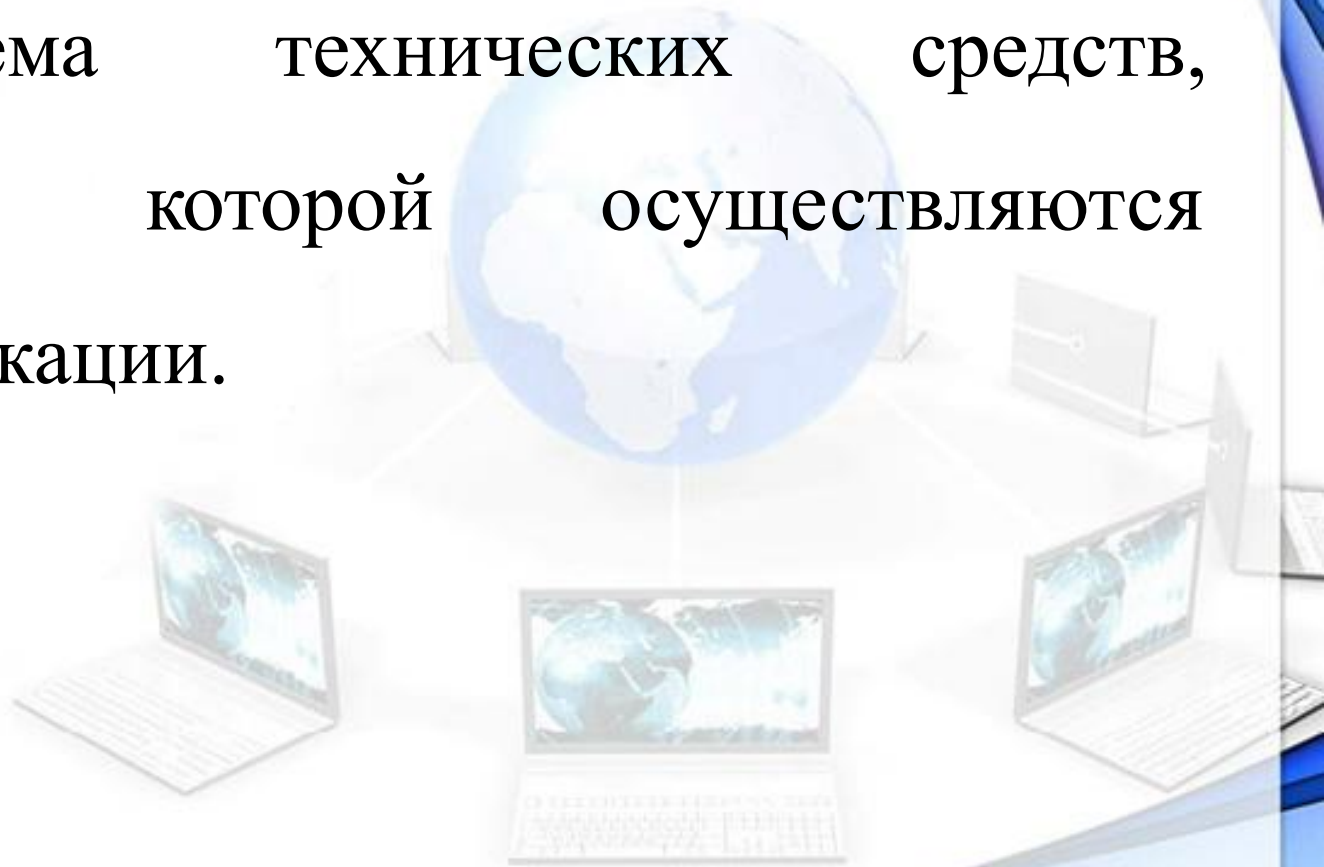 ема технических средств,
которой осуществляются
кации.